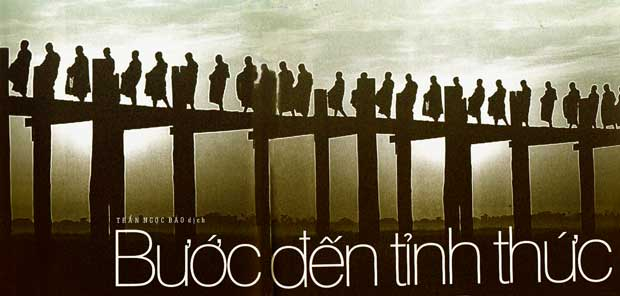 THÂN NGỌC BẢO dịch
Bước đến tỉnh thức